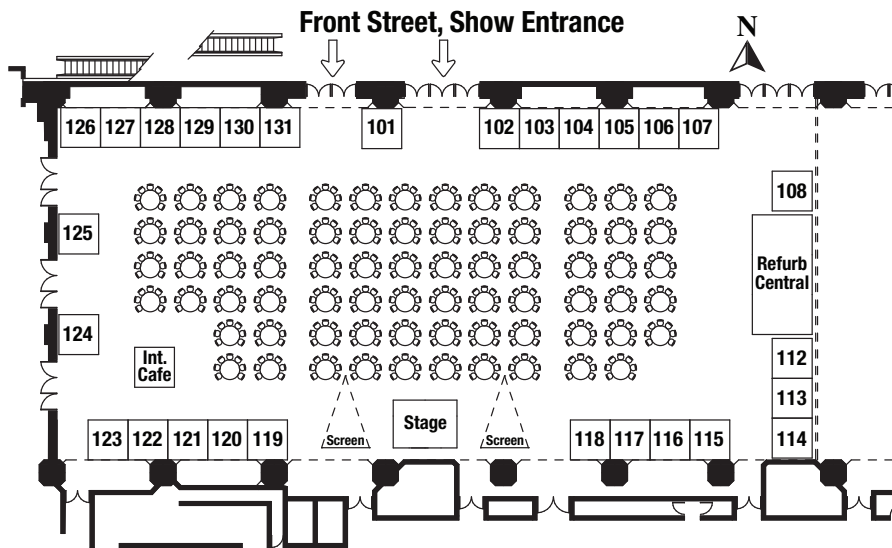 Front Street, Show Entrance
N
126 127 128 129 130 131 101 102 103 104 105 106 107
108
125
Refurb
Central
124
Int.
Cafe
112
113
Stage
123 122 121 120 119 Screen Screen 118 117 116 115 114